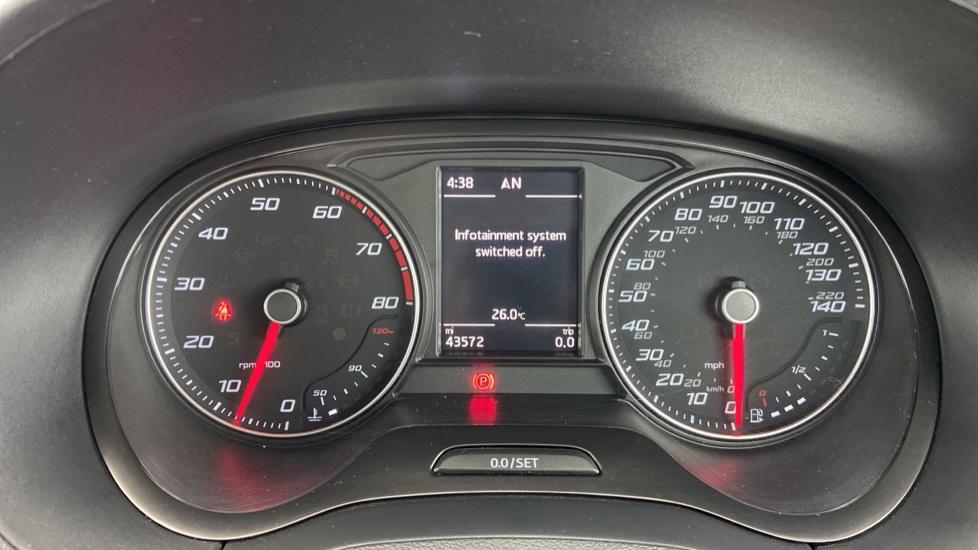 50
60
40
70
30
80
20
130
rpm x 100
10
90
50
0
4:38 AN
Infotainment system
switched off.
26.0°C
mi trip
43572 0.0
P
0.0/SET
90 100
80 140 160 110
70 120 180 120
60 100 200 130
50 80 220 140
40 60
30 40
20 20
10
0
mph
km/h 0
1
1/2
0